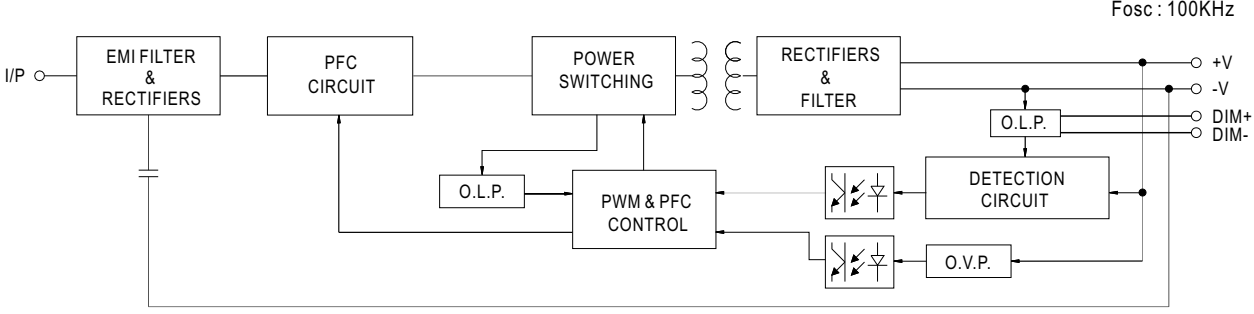 Fosc : 100KHz
I/P
EMI FILTER
&
RECTIFIERS
PFC
CIRCUIT
POWER
SWITCHING
RECTIFIERS
&
FILTER
+V
-V
DIM+
DIM-
O.L.P.
O.L.P.
PWM & PFC
CONTROL
DETECTION
CIRCUIT
O.V.P.